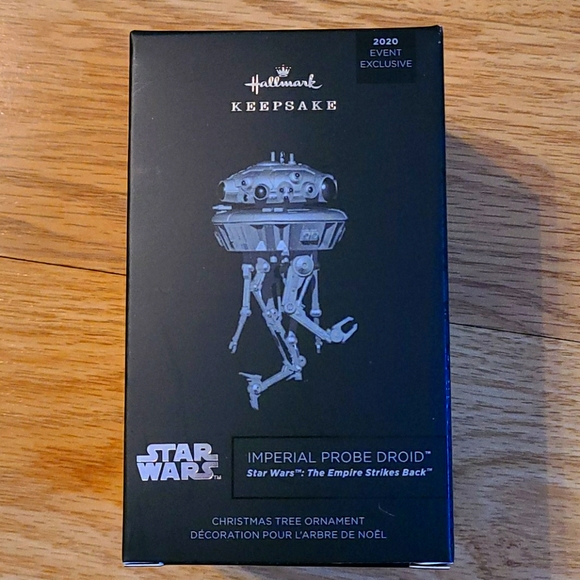 2020
EVENT
EXCLUSIVE
Hallmark
KEEPSAKE
STAR
WARS™
IMPERIAL PROBE DROID™
Star Wars™: The Empire Strikes Back™
CHRISTMAS TREE ORNAMENT
DÉCORATION POUR L'ARBRE DE NOËL